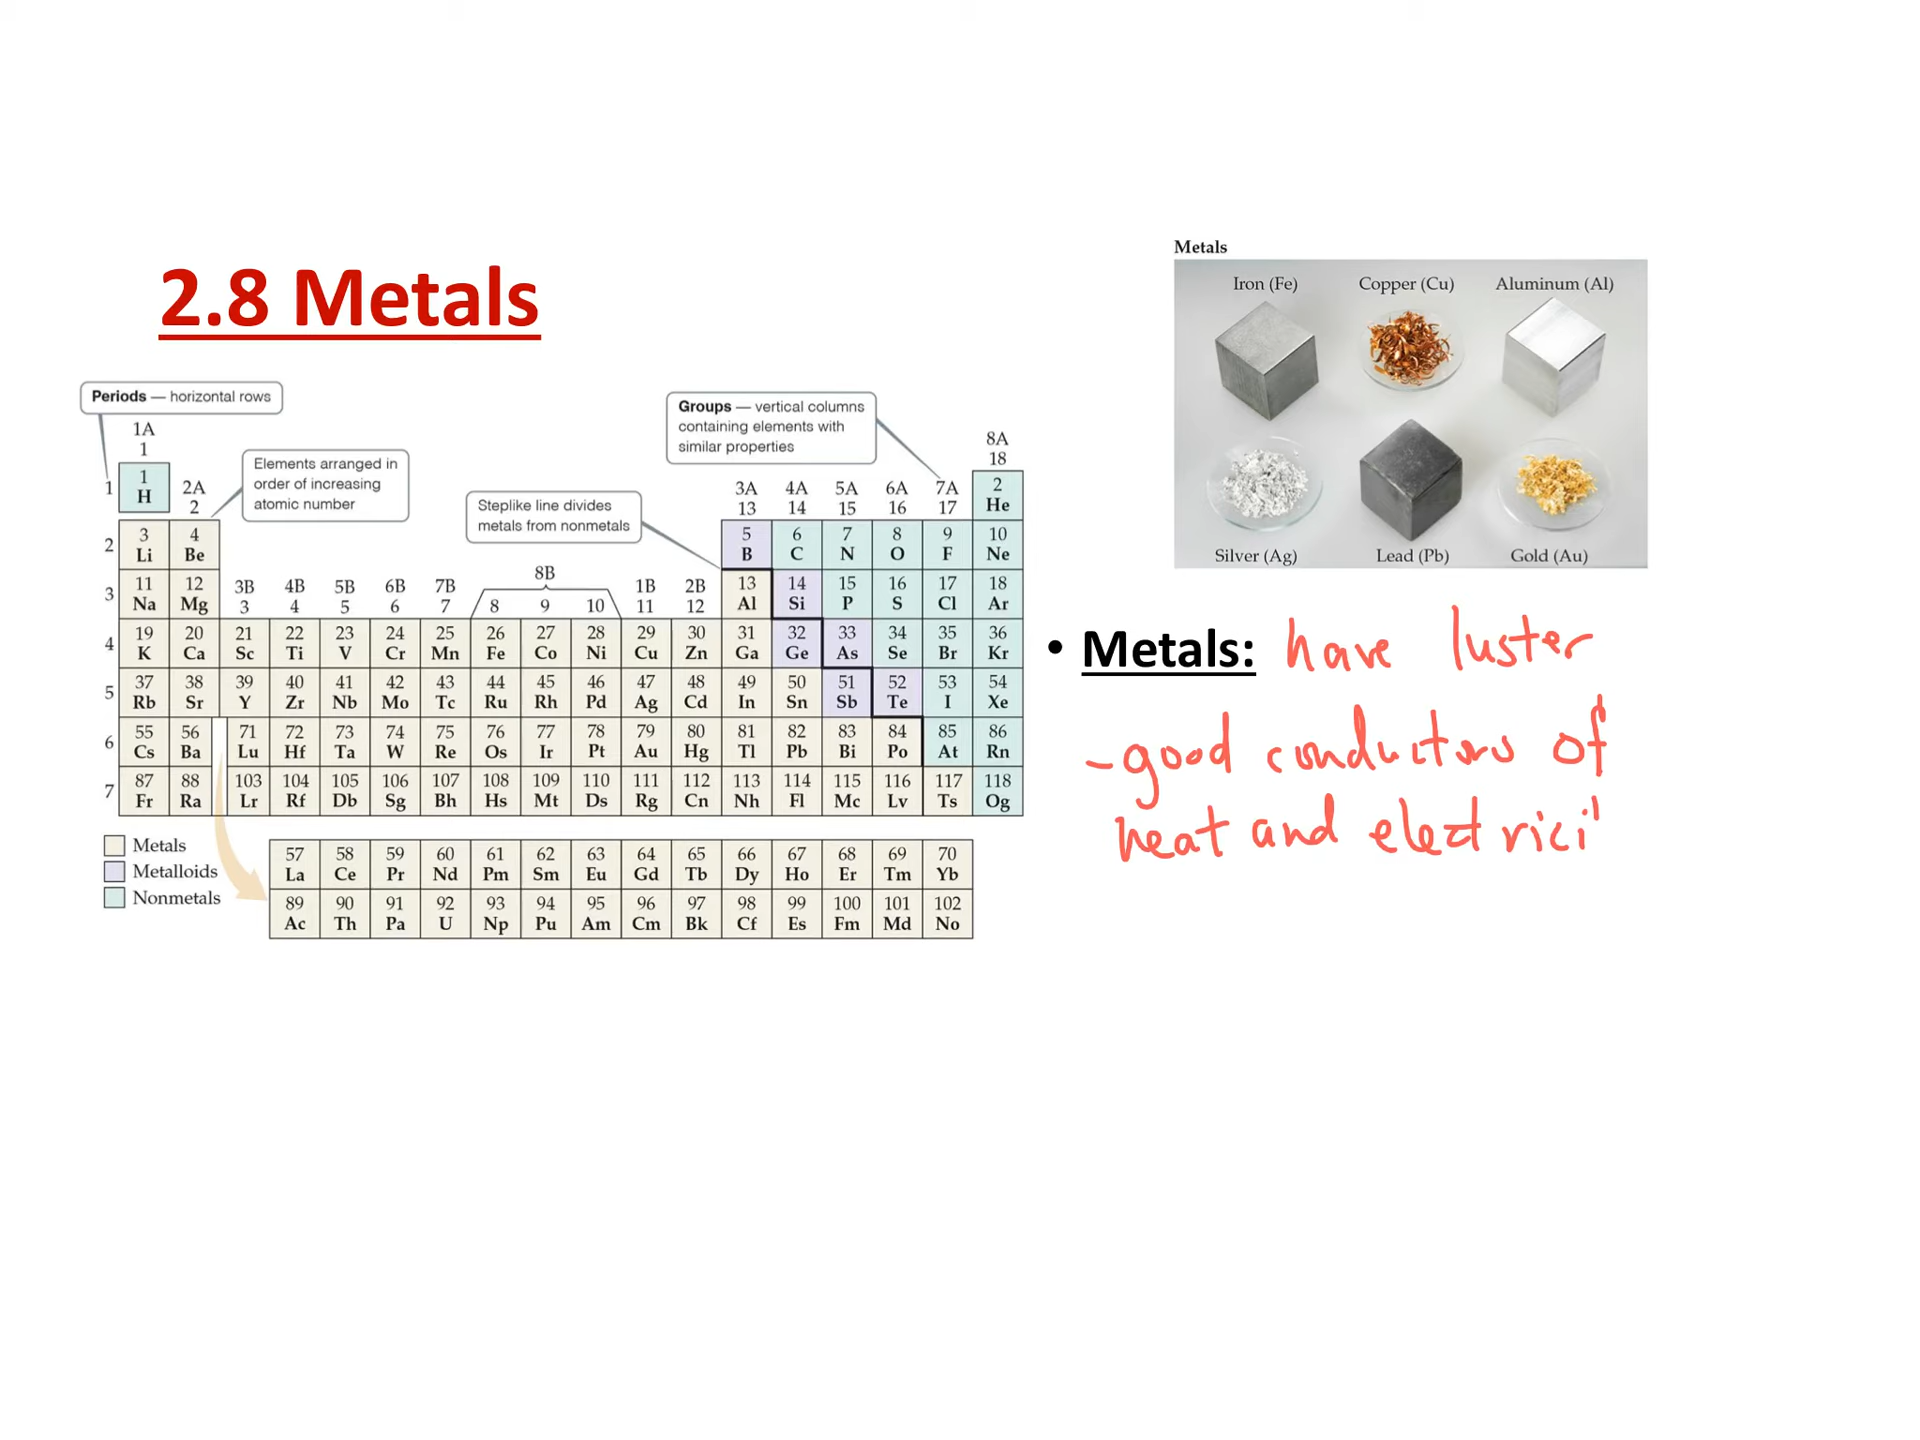 2.8 Metals
Periods — horizontal rows
Groups — vertical columns
containing elements with
similar properties
Elements arranged in
order of increasing
atomic number
Steplike line divides
metals from nonmetals
1A 8A
1 18
2A 3A 4A 5A 6A 7A
2 13 14 15 16 17
3B 4B 5B 6B 7B 8B 1B 2B
3 4 5 6 7 8 9 10 11 12
1 1 2
H He
2 3 4 5 6 7 8 9 10
Li Be B C N O F Ne
3 11 12 13 14 15 16 17 18
Na Mg Al Si P S Cl Ar
4 19 20 21 22 23 24 25 26 27 28 29 30 31 32 33 34 35 36
K Ca Sc Ti V Cr Mn Fe Co Ni Cu Zn Ga Ge As Se Br Kr
5 37 38 39 40 41 42 43 44 45 46 47 48 49 50 51 52 53 54
Rb Sr Y Zr Nb Mo Tc Ru Rh Pd Ag Cd In Sn Sb Te I Xe
6 55 56 71 72 73 74 75 76 77 78 79 80 81 82 83 84 85 86
Cs Ba Lu Hf Ta W Re Os Ir Pt Au Hg Tl Pb Bi Po At Rn
7 87 88 103 104 105 106 107 108 109 110 111 112 113 114 115 116 117 118
Fr Ra Lr Rf Db Sg Bh Hs Mt Ds Rg Cn Nh Fl Mc Lv Ts Og
Metals
Metalloids
Nonmetals
57 58 59 60 61 62 63 64 65 66 67 68 69 70
La Ce Pr Nd Pm Sm Eu Gd Tb Dy Ho Er Tm Yb
89 90 91 92 93 94 95 96 97 98 99 100 101 102
Ac Th Pa U Np Pu Am Cm Bk Cf Es Fm Md No
Metals
Iron (Fe) Copper (Cu) Aluminum (Al)
Silver (Ag) Lead (Pb) Gold (Au)
• Metals: have luster
-good conductors of
heat and electrici